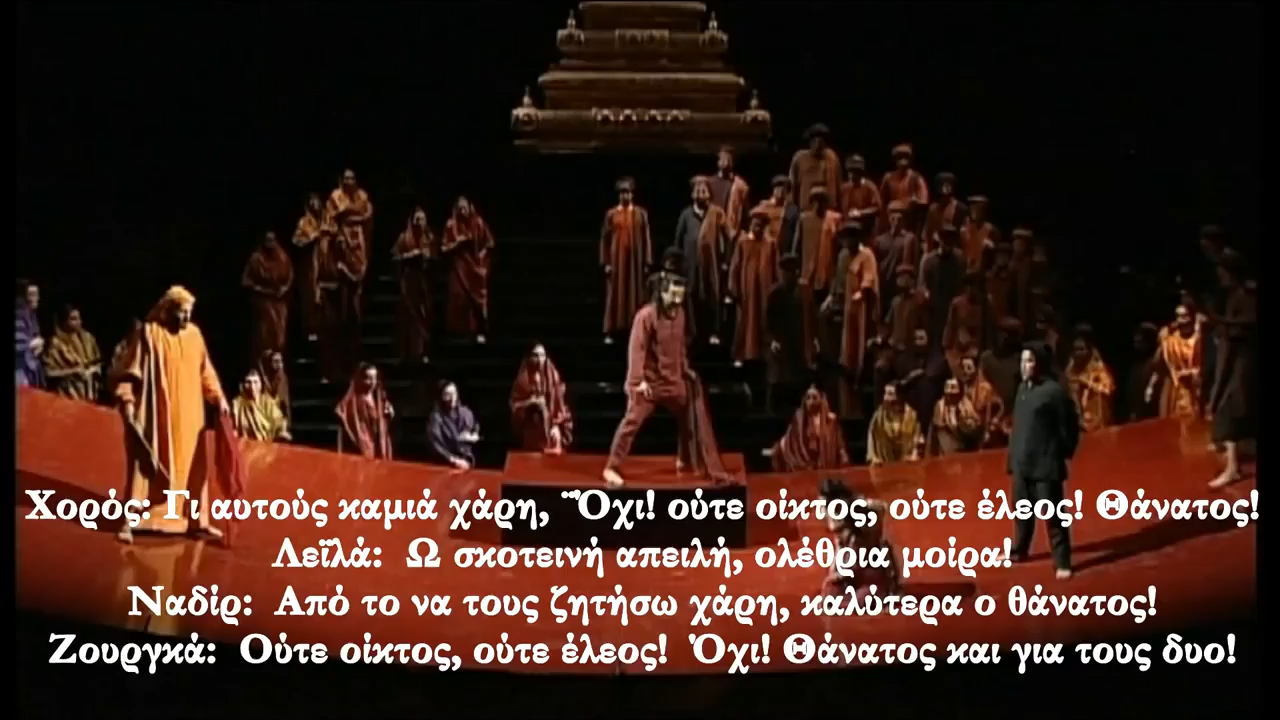 Χορός: Γι αυτούς καμιά χάρη, ¨Όχι! ούτε οίκτος, ούτε έλεος! Θάνατος!
Λεϊλά: Ω σκοτεινή απειλή, ολέθρια μοίρα!
Ναδίρ: Από το να τους ζητήσω χάρη, καλύτερα ο θάνατος!
Ζουργκά: Ούτε οίκτος, ούτε έλεος! Όχι! Θάνατος και για τους δυο!